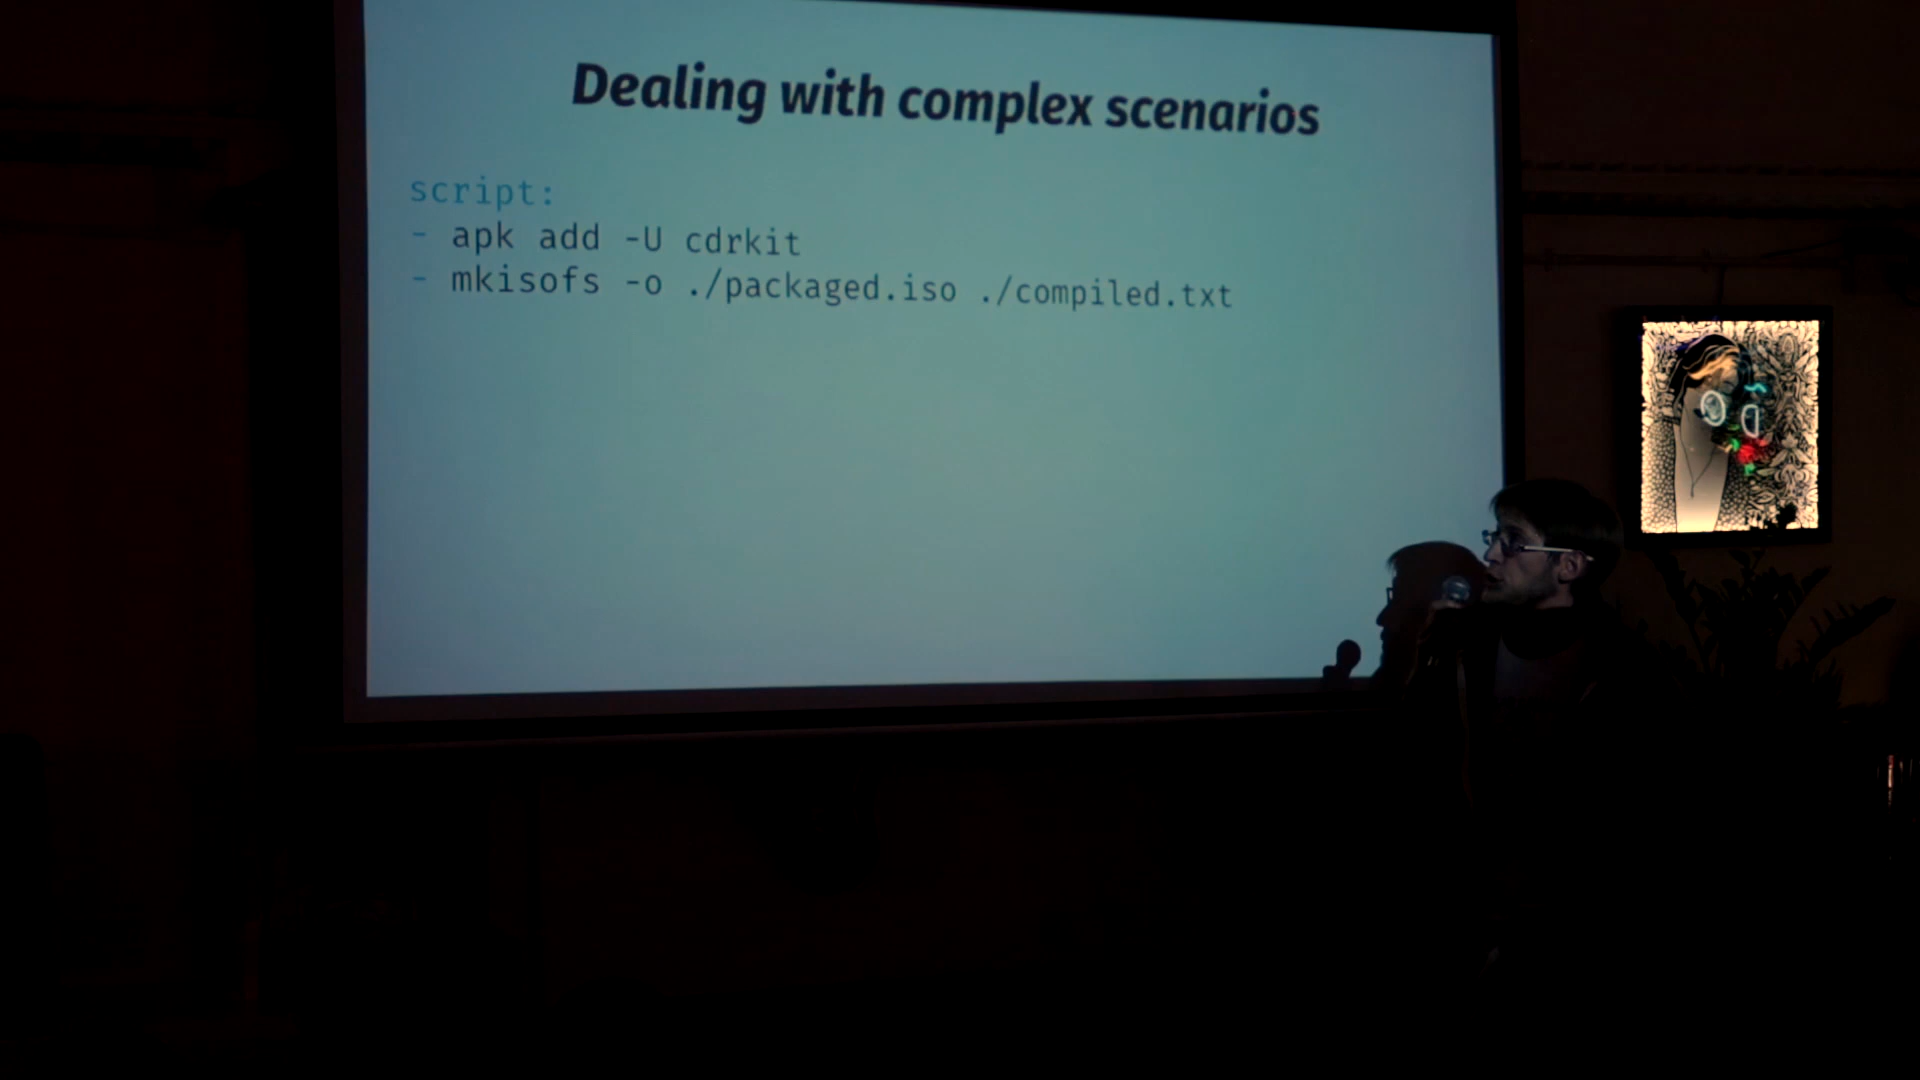 Dealing with complex scenarios
script:
- apk add -U cdrkit
- mkisofs -o ./packaged.iso ./compiled.txt